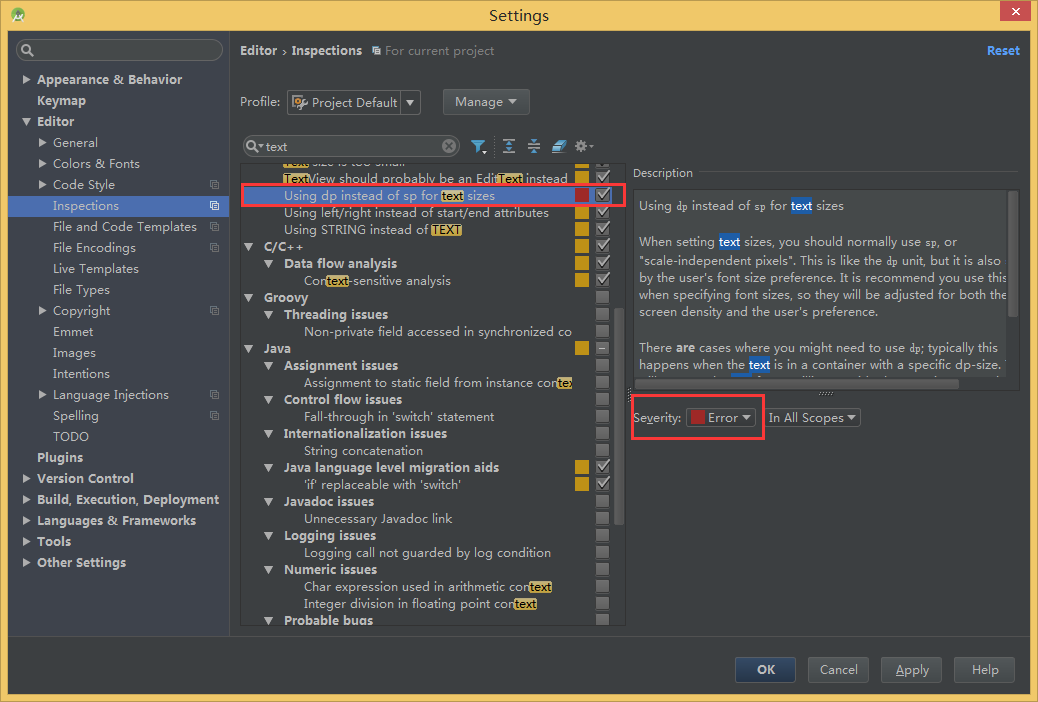 Settings
Appearance & Behavior
Keymap
Editor
General
Colors & Fonts
Code Style
Inspections
File and Code Templates
File Encodings
Live Templates
File Types
Copyright
Emmet
Images
Intentions
Language Injections
Spelling
TODO
Plugins
Version Control
Build, Execution, Deployment
Languages & Frameworks
Tools
Other Settings
Editor › Inspections For current project
Reset
Profile: Project Default Manage
text
Text size is too small
TextView should probably be an EditText instead
Using dp instead of sp for text sizes
Using left/right instead of start/end attributes
Using STRING instead of TEXT
C/C++
Data flow analysis
Context-sensitive analysis
Groovy
Threading issues
Non-private field accessed in synchronized co
Java
Assignment issues
Assignment to static field from instance contex
Control flow issues
Fall-through in 'switch' statement
Internationalization issues
String concatenation
Java language level migration aids
'if' replaceable with 'switch'
Javadoc issues
Unnecessary Javadoc link
Logging issues
Logging call not guarded by log condition
Numeric issues
Char expression used in arithmetic context
Integer division in floating point context
Probable bugs
Description
Using dp instead of sp for text sizes
When setting text sizes, you should normally use sp, or
"scale-independent pixels". This is like the dp unit, but it is also
by the user's font size preference. It is recommend you use this
when specifying font sizes, so they will be adjusted for both the
screen density and the user's preference.
There are cases where you might need to use dp; typically this
happens when the text is in a container with a specific dp-size.
Severity: Error In All Scopes
OK Cancel Apply Help